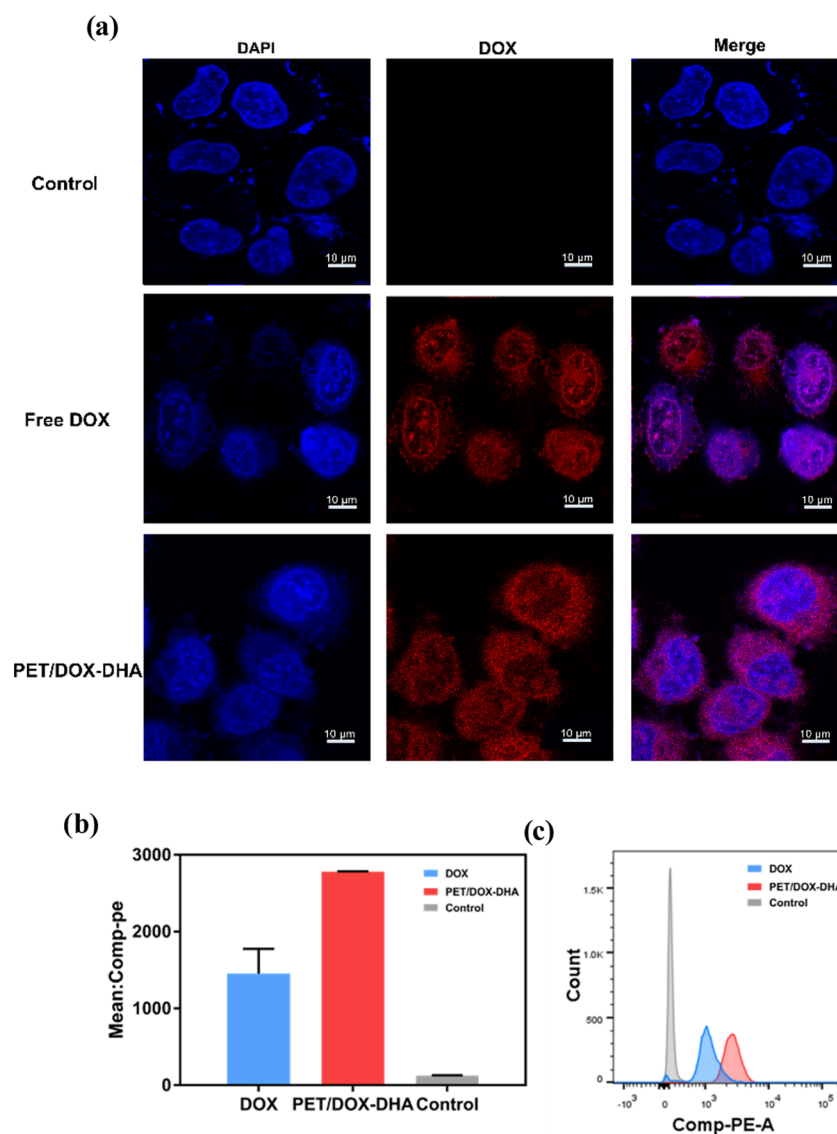 (a)
DAPI DOX Merge
Control
10 µm 10 µm 10 µm
Free DOX
10 µm 10 µm 10 µm
PET/DOX-DHA
10 µm 10 µm 10 µm
(b)
3000
2000
1000
0
Mean:Comp-pe
DOX
PET/DOX-DHA
Control
DOX PET/DOX-DHA Control
(c)
1.5K
1.0K
500
0
Count
DOX
PET/DOX-DHA
Control
-10³ 0 10³ 10⁴ 10⁵
Comp-PE-A